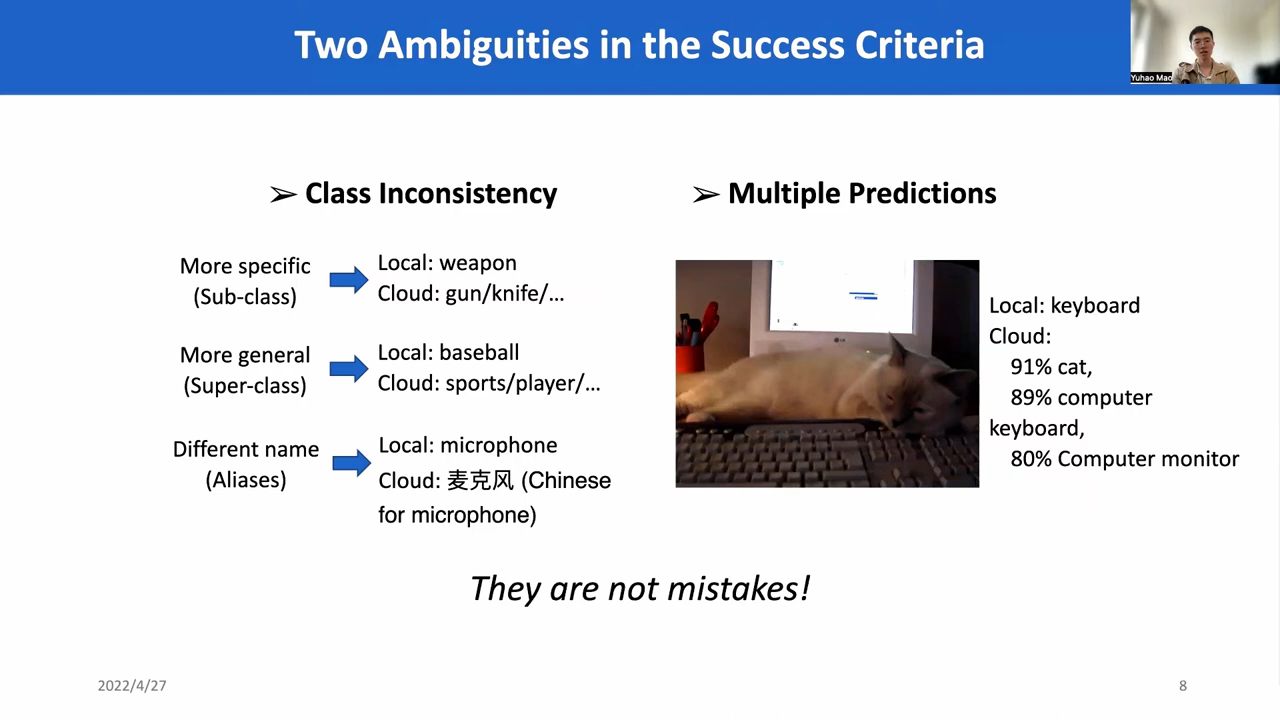 Two Ambiguities in the Success Criteria
Yuhao Mao
➢ Class Inconsistency
More specific
(Sub-class)
Local: weapon
Cloud: gun/knife/...
More general
(Super-class)
Local: baseball
Cloud: sports/player/...
Different name
(Aliases)
Local: microphone
Cloud: 麦克风 (Chinese
for microphone)
➢ Multiple Predictions
LG
Local: keyboard
Cloud:
91% cat,
89% computer
keyboard,
80% Computer monitor
They are not mistakes!
2022/4/27
8